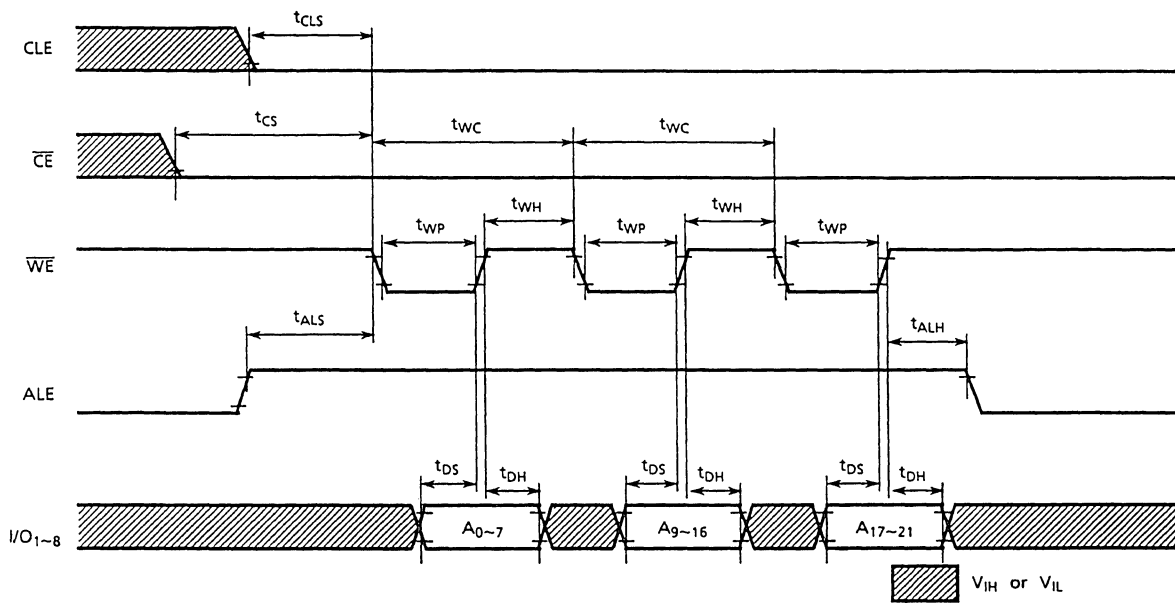 CLE
tCLS
CE
tCS
tWC tWC
WE
tWP tWH tWP tWH tWP
ALE
tALS tALH
tDS tDH tDS tDH tDS tDH
I/O1~8
A0~7 A9~16 A17~21
VIH or VIL